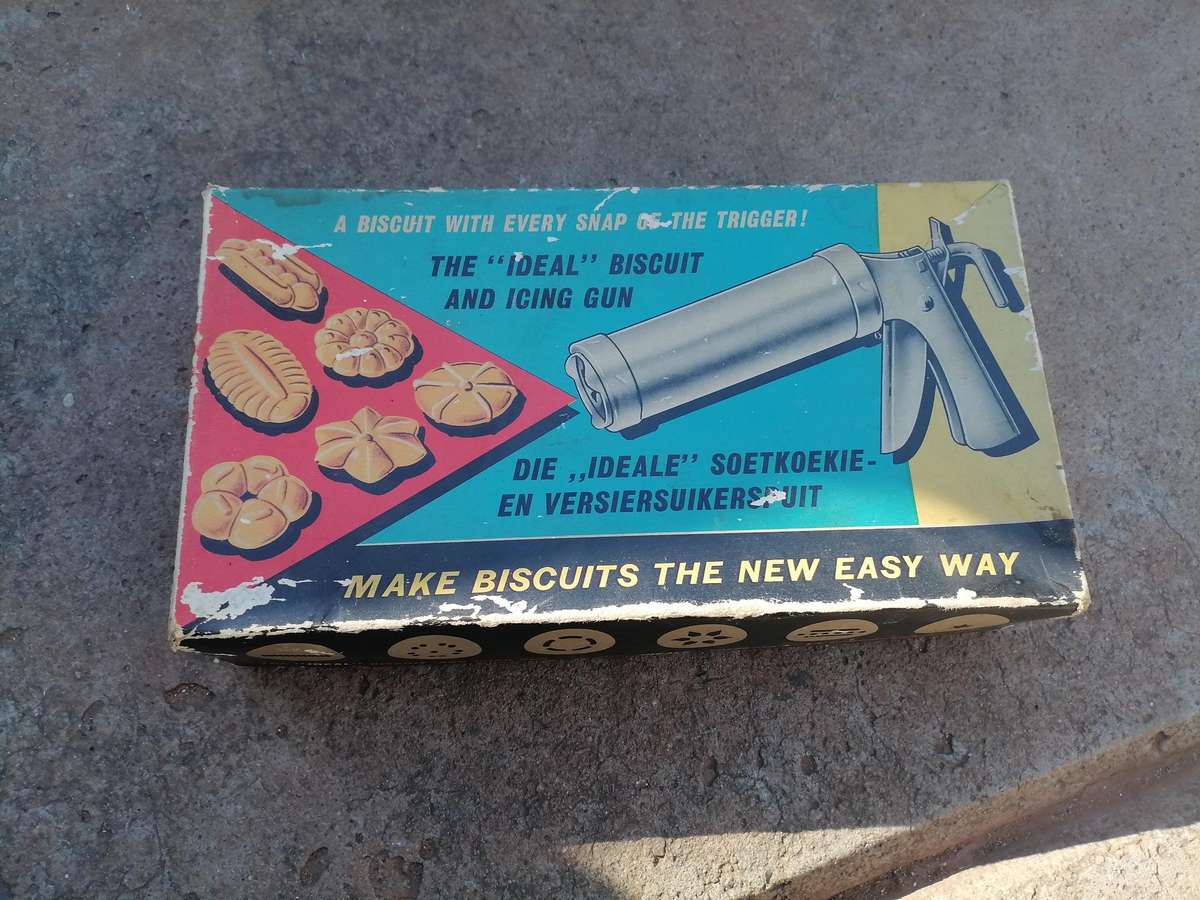 A BISCUIT WITH EVERY SNAP OF THE TRIGGER!
THE “IDEAL” BISCUIT
AND ICING GUN
DIE „IDEALE” SOETKOEKIE-
EN VERSIERSUIKERSPUIT
MAKE BISCUITS THE NEW EASY WAY